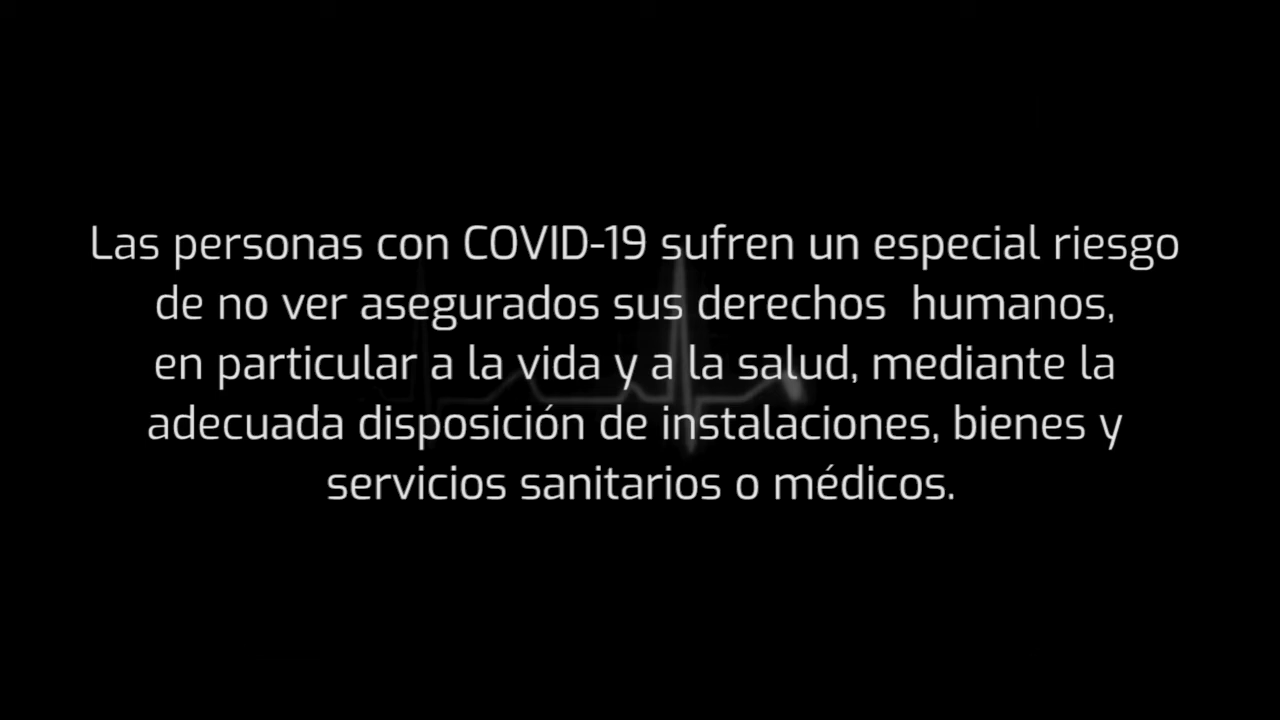 Las personas con COVID-19 sufren un especial riesgo
de no ver asegurados sus derechos humanos,
en particular a la vida y a la salud, mediante la
adecuada disposición de instalaciones, bienes y
servicios sanitarios o médicos.